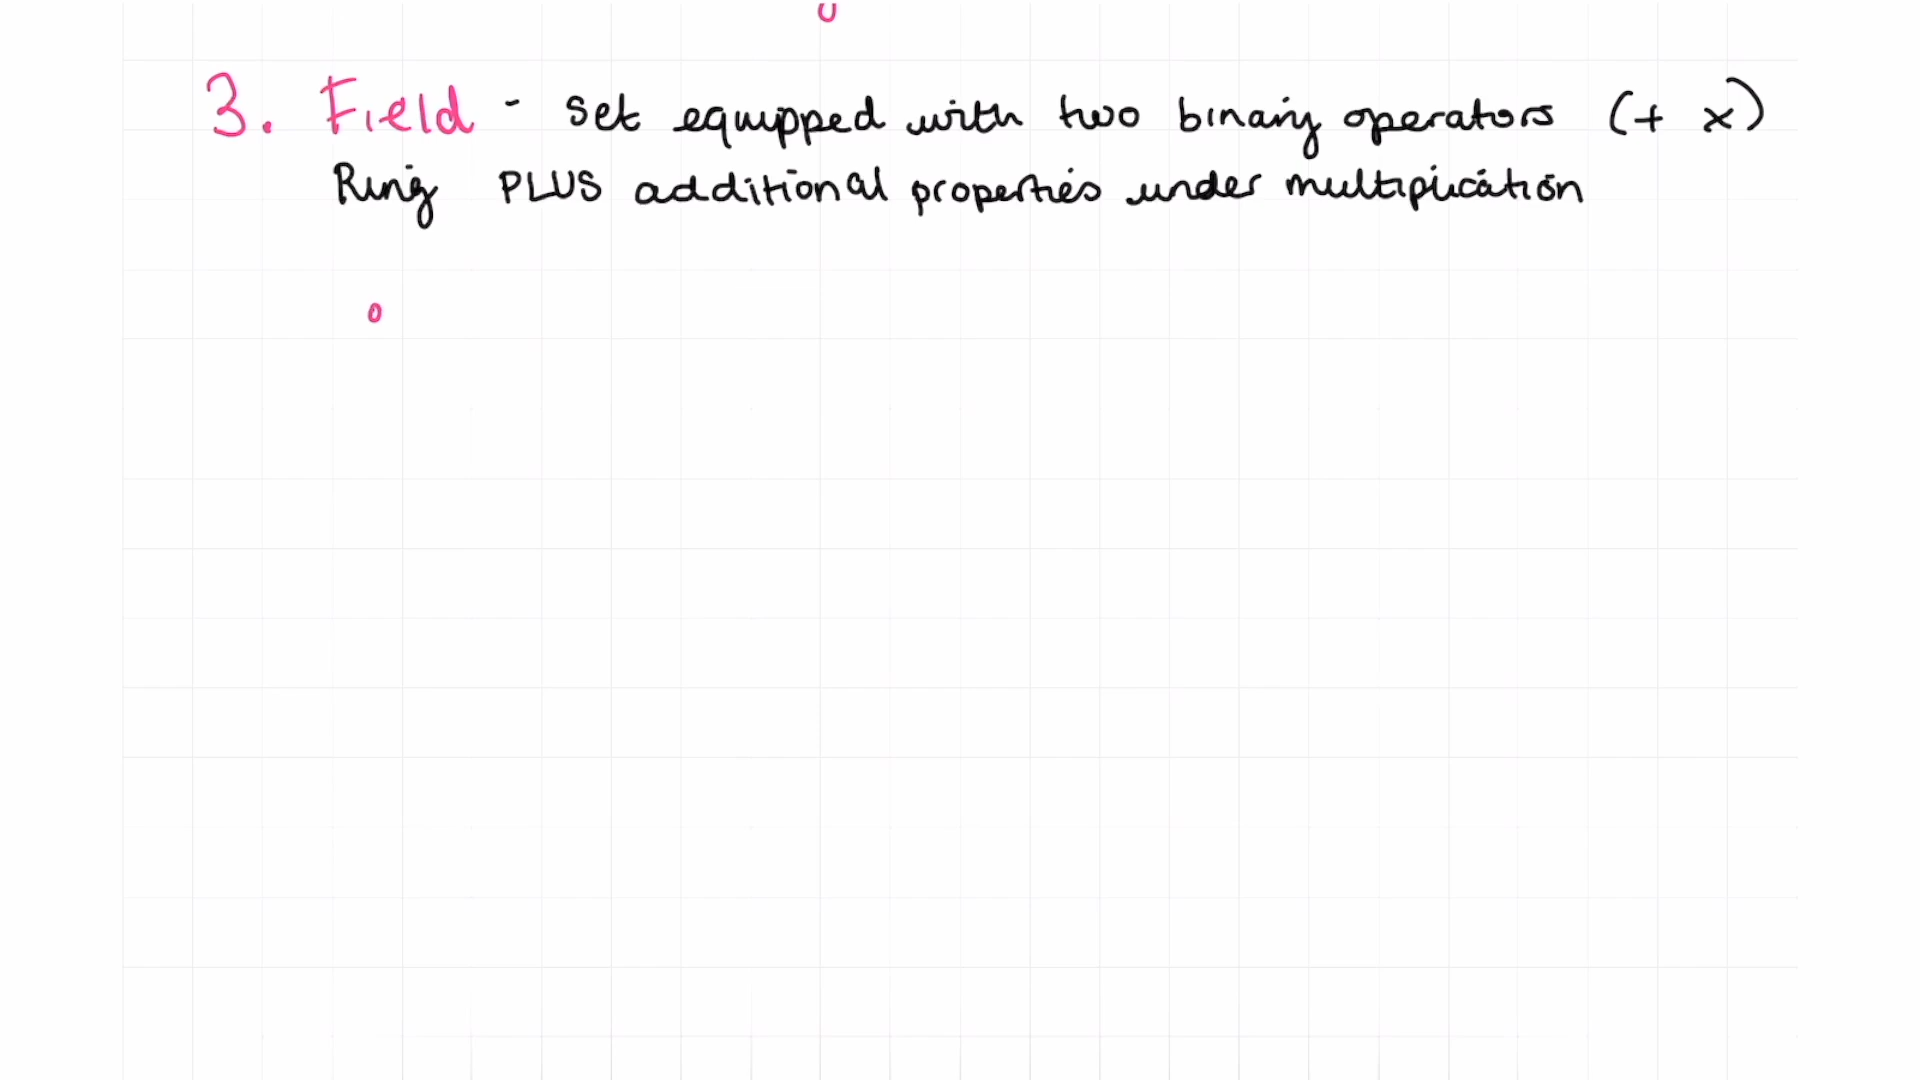 3. Field - set equipped with two binary operators (+ x)
Ring PLUS additional properties under multiplication